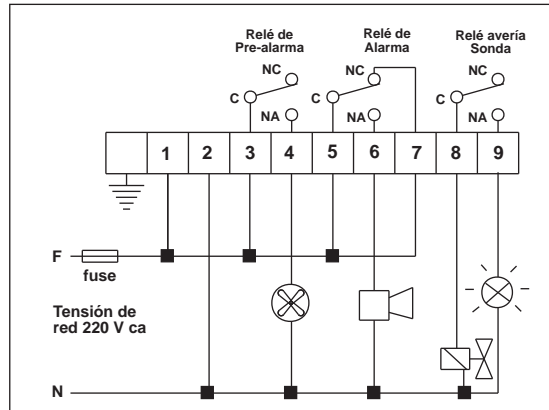 Relé de
Pre-alarma
Relé de
Alarma
Relé avería
Sonda
NC
NC
NC
C
C
C
NA
NA
NA
1 2 3 4 5 6 7 8 9
F
fuse
Tensión de
red 220 V ca
N